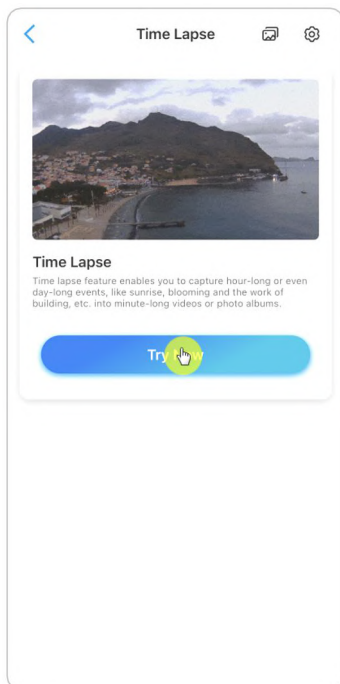 Time Lapse
Time Lapse
Time lapse feature enables you to capture hour-long or even
day-long events, like sunrise, blooming and the work of
building, etc. into minute-long videos or photo albums.
Try Now